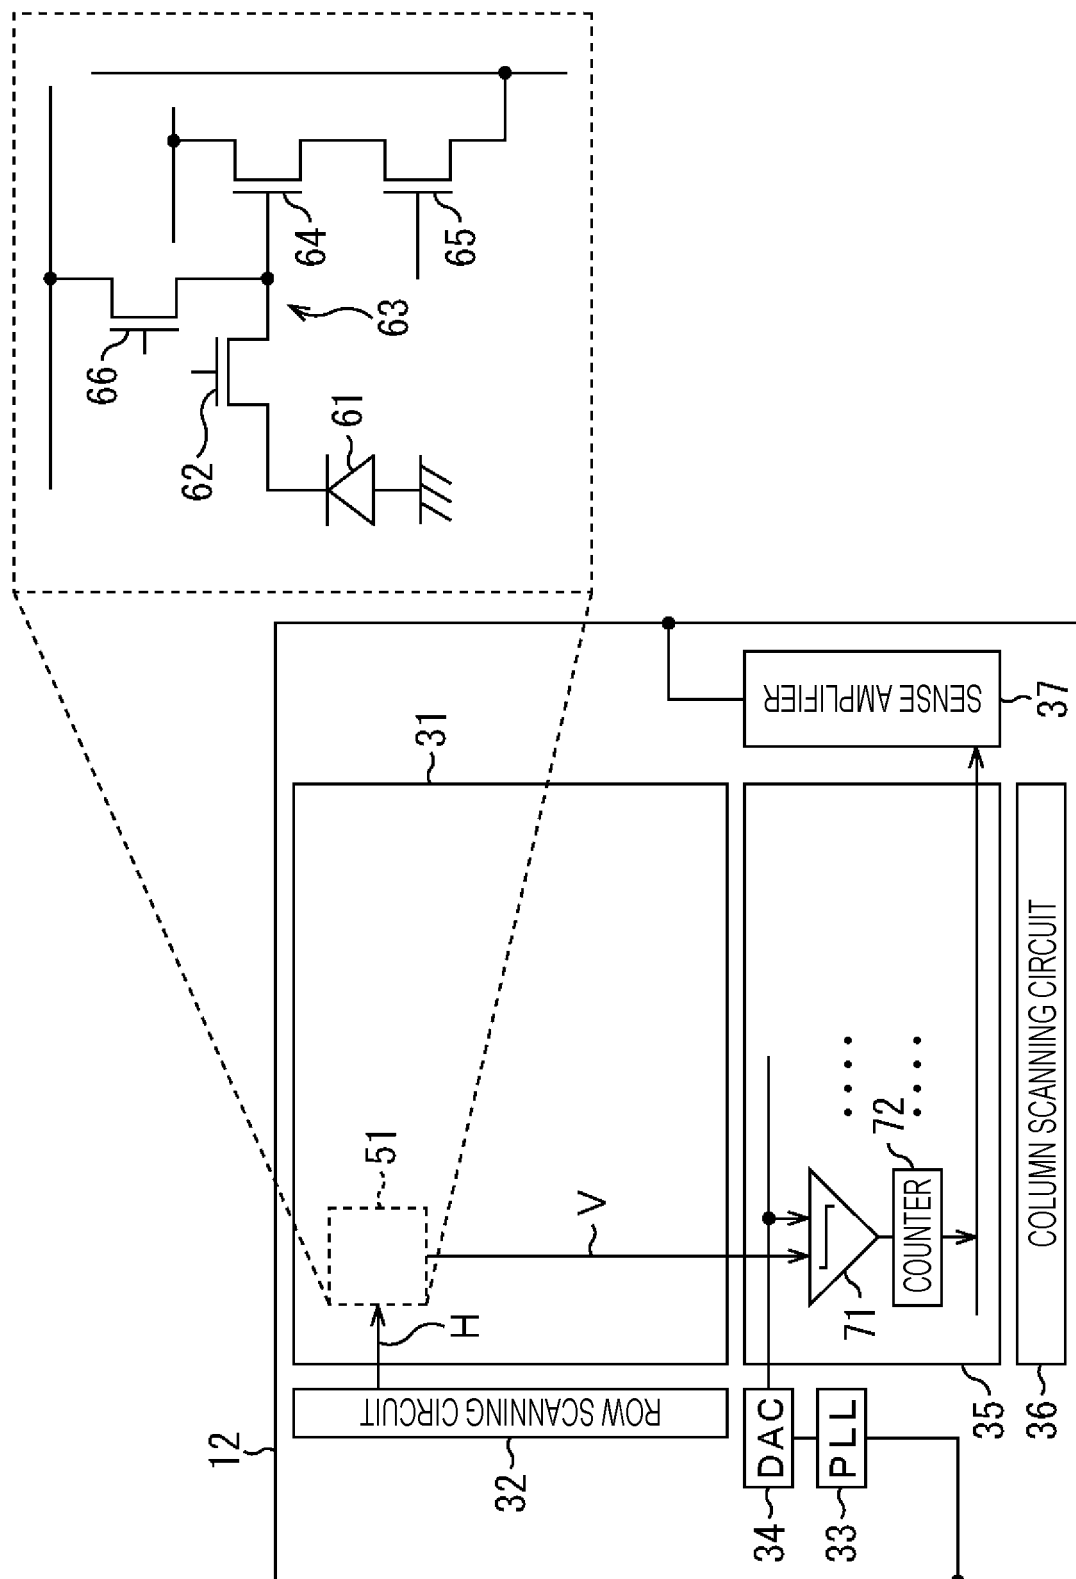 66
64
65
63
62
61
12
31
51
H
V
ROW SCANNING CIRCUIT
32
SENSE AMPLIFIER
37
DAC
34
PLL
33
71
COUNTER
72
35
COLUMN SCANNING CIRCUIT
36